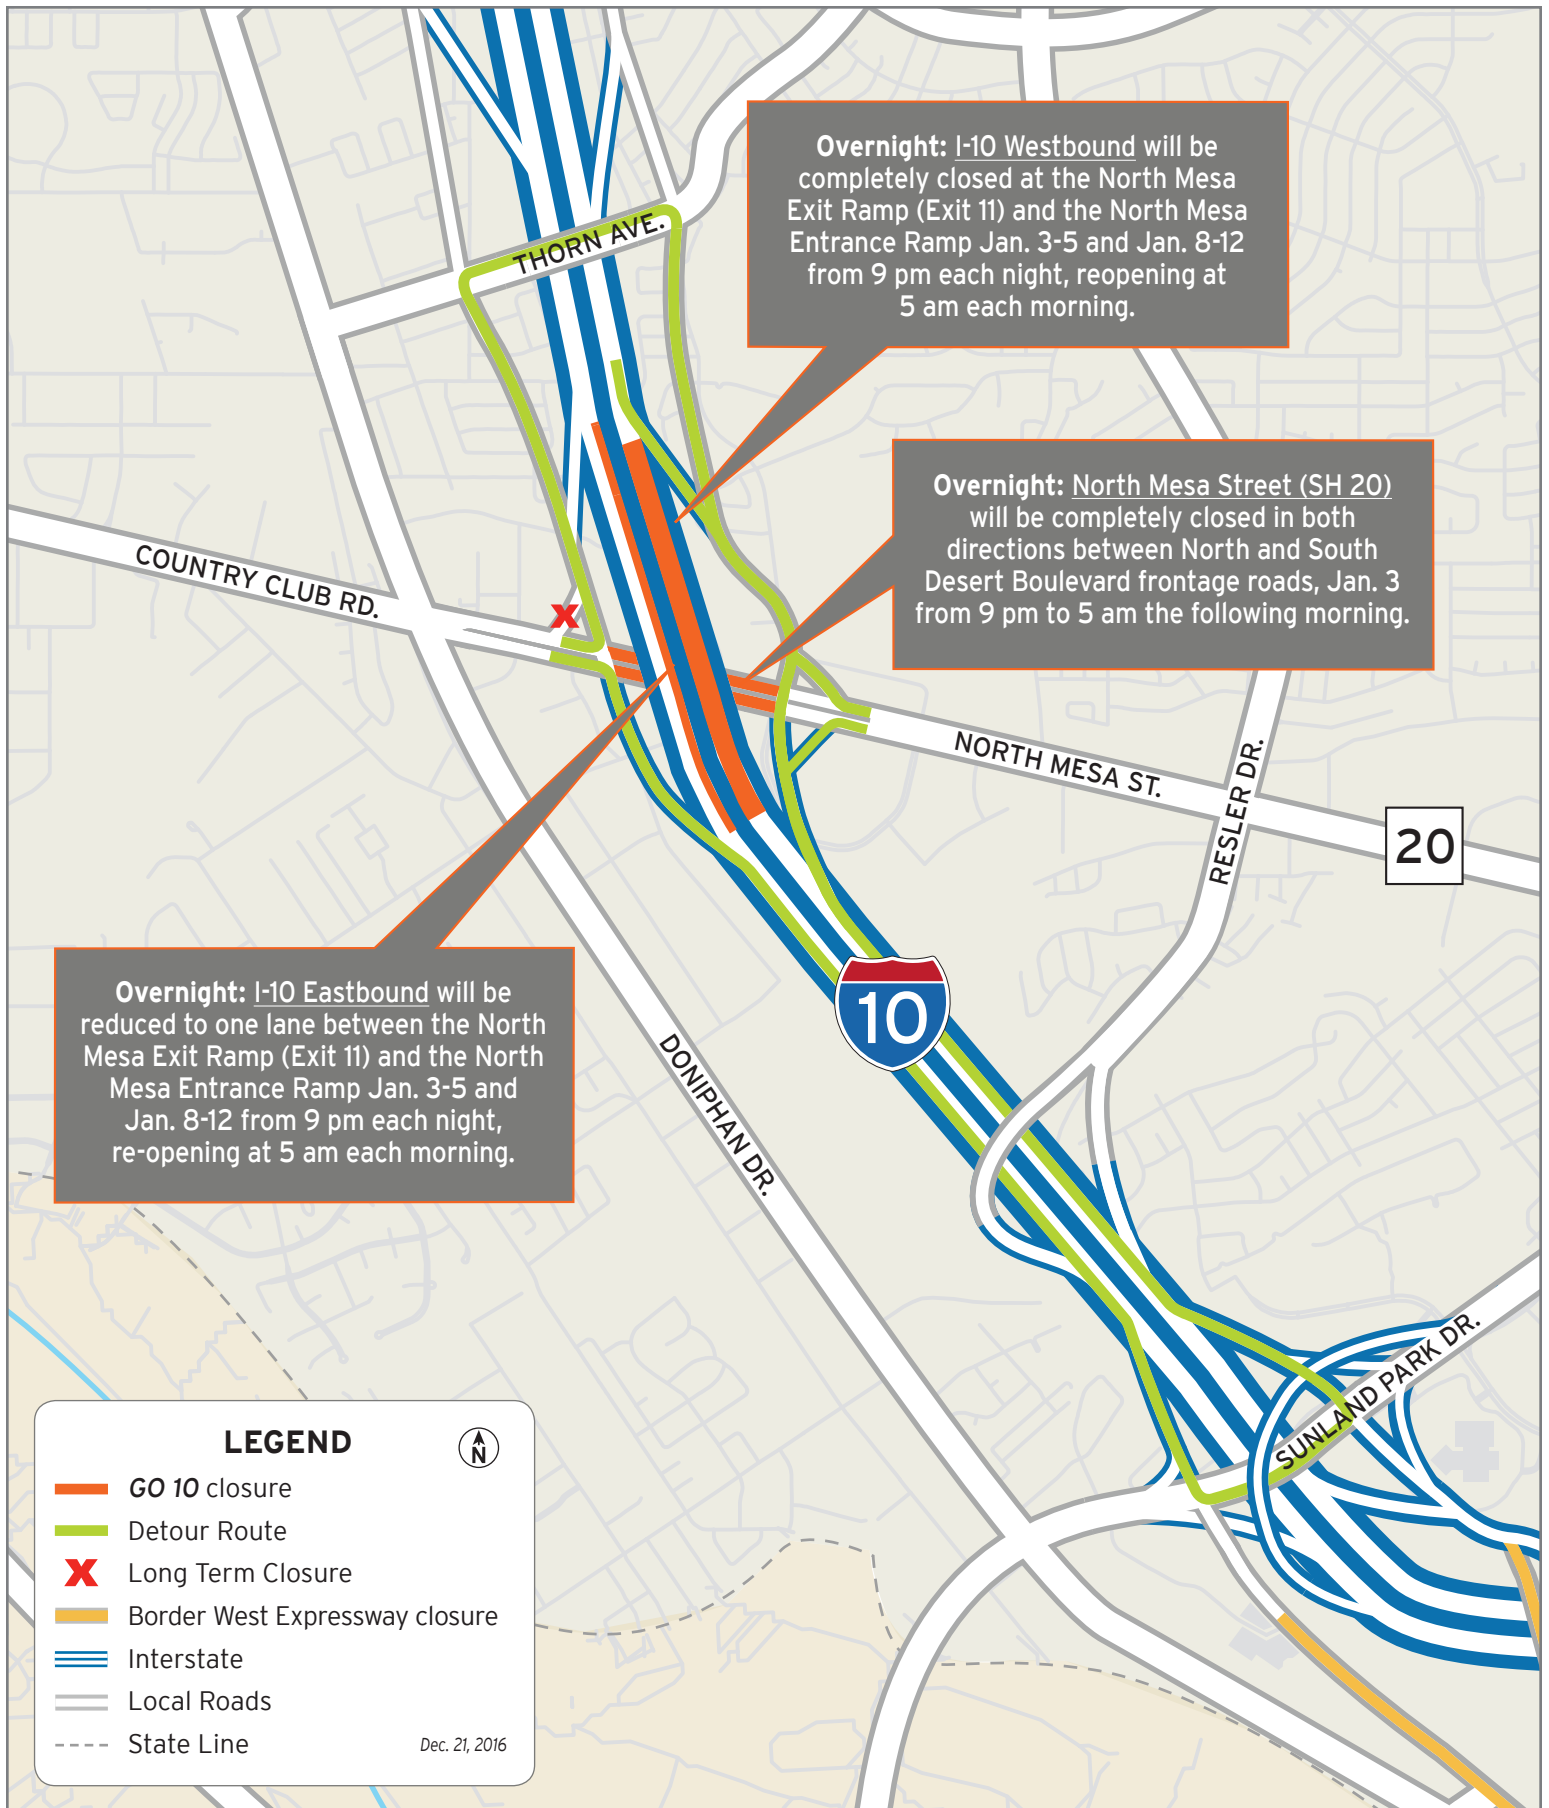 THORN AVE.
Overnight: I-10 Westbound will be
completely closed at the North Mesa
Exit Ramp (Exit 11) and the North Mesa
Entrance Ramp Jan. 3-5 and Jan. 8-12
from 9 pm each night, reopening at
5 am each morning.
Overnight: North Mesa Street (SH 20)
will be completely closed in both
directions between North and South
Desert Boulevard frontage roads, Jan. 3
from 9 pm to 5 am the following morning.
COUNTRY CLUB RD.
X
NORTH MESA ST.
RESLER DR.
20
Overnight: I-10 Eastbound will be
reduced to one lane between the North
Mesa Exit Ramp (Exit 11) and the North
Mesa Entrance Ramp Jan. 3-5 and
Jan. 8-12 from 9 pm each night,
re-opening at 5 am each morning.
10
DONIPHAN DR.
SUNLAND PARK DR.
LEGEND
N
GO 10 closure
Detour Route
X Long Term Closure
Border West Expressway closure
Interstate
Local Roads
State Line
Dec. 21, 2016